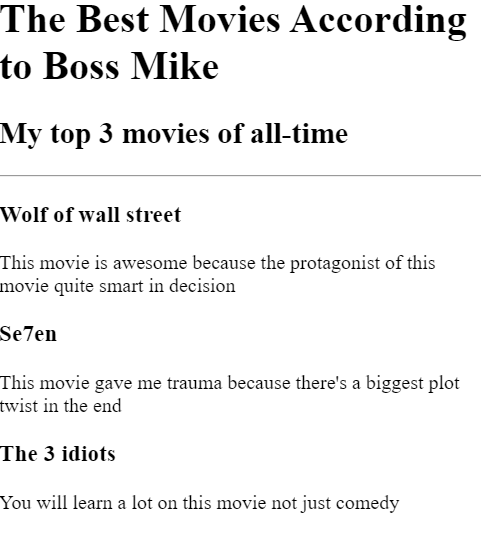 The Best Movies According
to Boss Mike
My top 3 movies of all-time
Wolf of wall street
This movie is awesome because the protagonist of this
movie quite smart in decision
Se7en
This movie gave me trauma because there's a biggest plot
twist in the end
The 3 idiots
You will learn a lot on this movie not just comedy